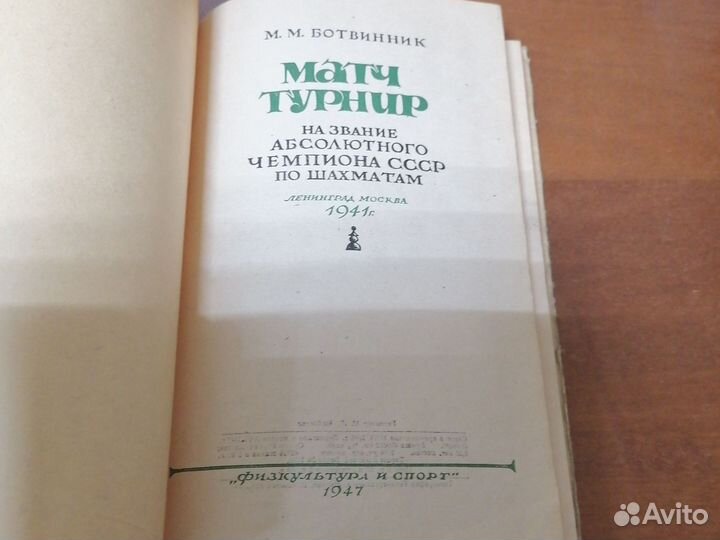 М. М. БОТВИННИК
МАТЧ
ТУРНИР
НА ЗВАНИЕ
АБСОЛЮТНОГО
ЧЕМПИОНА СССР
ПО ШАХМАТАМ
ЛЕНИНГРАД МОСКВА
1941г.
„ФИЗКУЛЬТУРА И СПОРТ"
1947
Avito